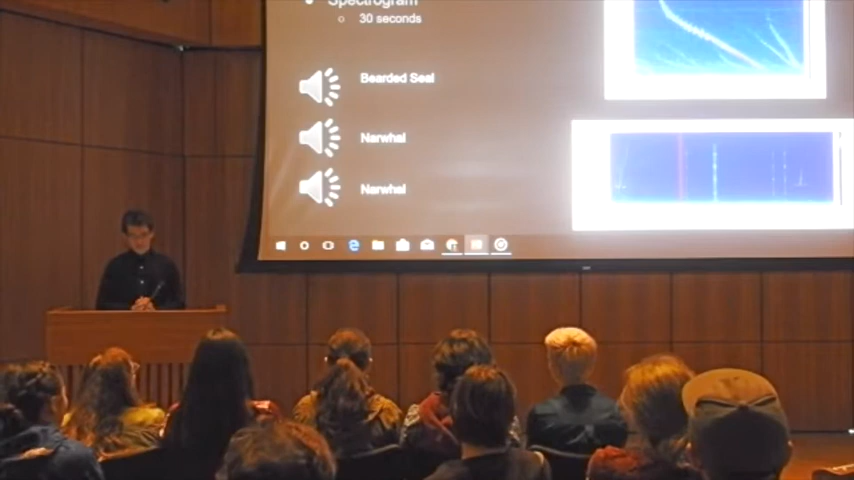 Spectrogram
30 seconds
Bearded Seal
Narwhal
Narwhal